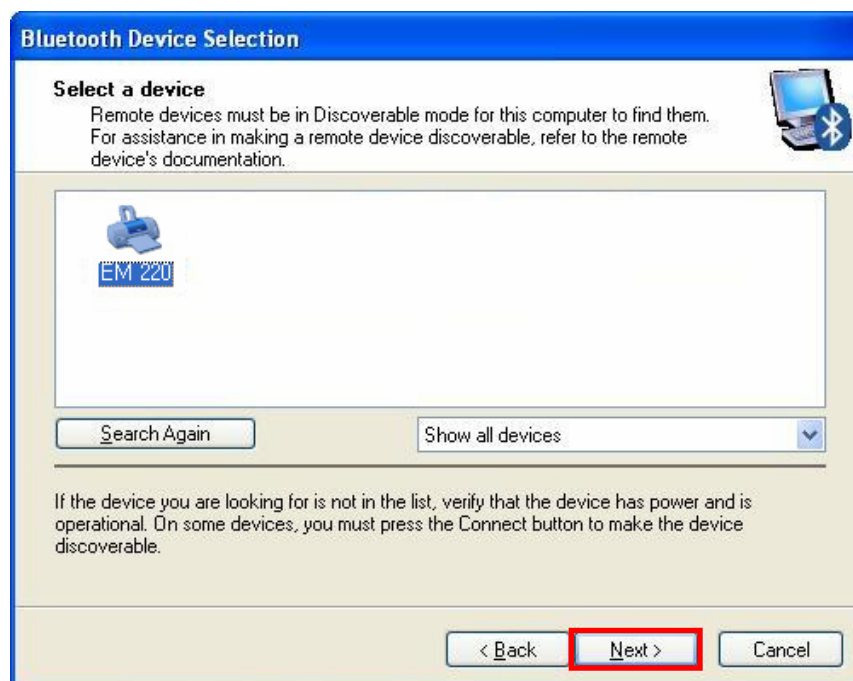 Bluetooth Device Selection
Select a device
Remote devices must be in Discoverable mode for this computer to find them.
For assistance in making a remote device discoverable, refer to the remote
device's documentation.
EM 220
Search Again
Show all devices
If the device you are looking for is not in the list, verify that the device has power and is
operational. On some devices, you must press the Connect button to make the device
discoverable.
< Back
Next >
Cancel